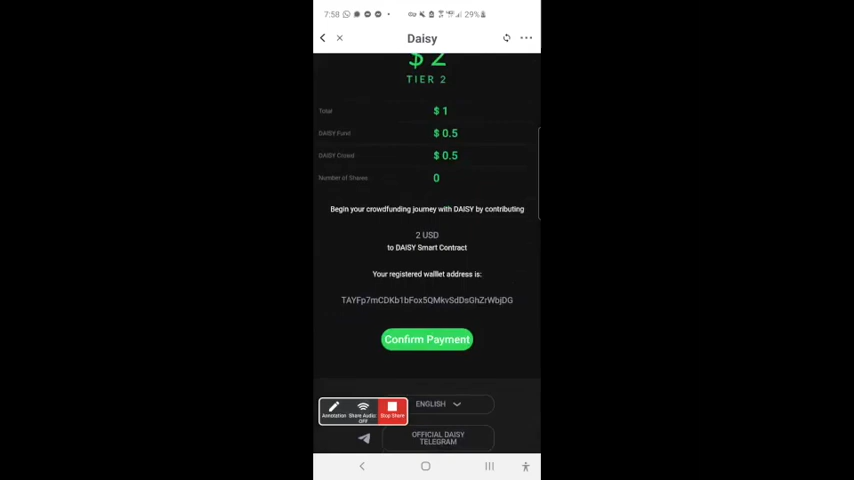 7:58
29%
Daisy
$ 2
TIER 2
Total
$ 1
DAISY Fund
$ 0.5
DAISY Closed
$ 0.5
Number of Shares
0
Begin your crowdfunding journey with DAISY by contributing
2 USD
to DAISY Smart Contract
Your registered walllet address is:
TAYFp7mCDKb1bFox5QMkvSdDsGhZrWbjDG
Confirm Payment
Annotation
Share Audio:
OFF
Stop Share
ENGLISH
OFFICIAL DAISY
TELEGRAM